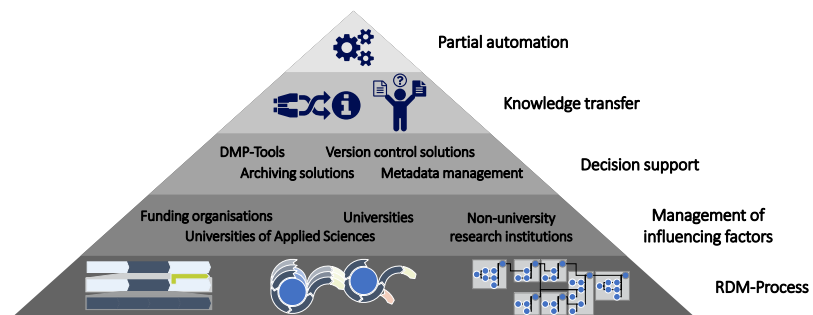 Partial automation
Knowledge transfer
DMP-Tools Version control solutions
Archiving solutions Metadata management
Decision support
Funding organisations Universities Non-university
Universities of Applied Sciences research institutions
Management of
influencing factors
RDM-Process